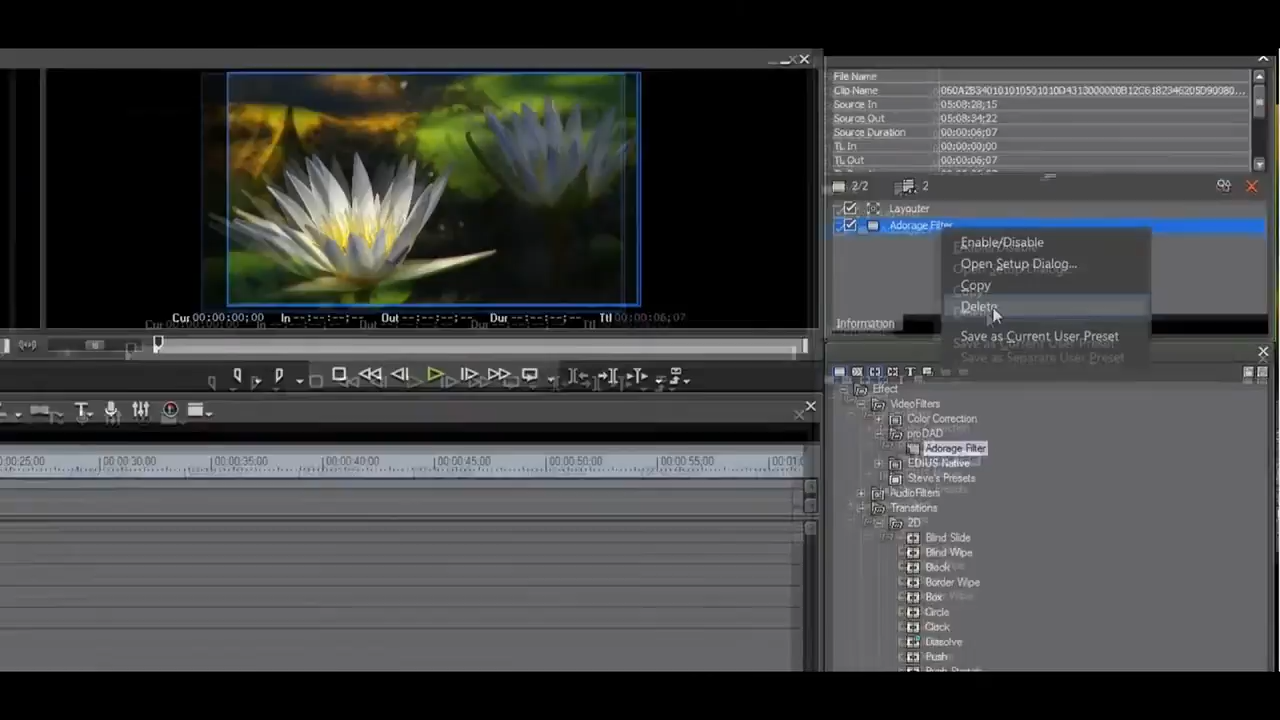 File Name
Clip Name
Source In 05:08:28;15
Source Out 05:08:34;22
Source Duration 00:00:06;07
TL In 00:00:00;00
TL Out 00:00:06;07
2/2 2
Layouter
Adorage Filter
Enable/Disable
Open Setup Dialog...
Copy
Delete
Save as Current User Preset
Save as Separate User Preset
Information
Cur 00:00:00;00 In --:--:--;-- Out --:--:--;-- Dur --:--:--;-- Ttl 00:00:06;07
00:00:30;00 00:00:35;00 00:00:40;00 00:00:45;00 00:00:50;00 00:00:55;00
Effect
VideoFilters
Color Correction
proDAD
Adorage Filter
EDIUS Native
Steve's Presets
AudioFilters
Transitions
2D
Blind Slide
Blind Wipe
Block
Border Wipe
Box
Circle
Clock
Dissolve
Push